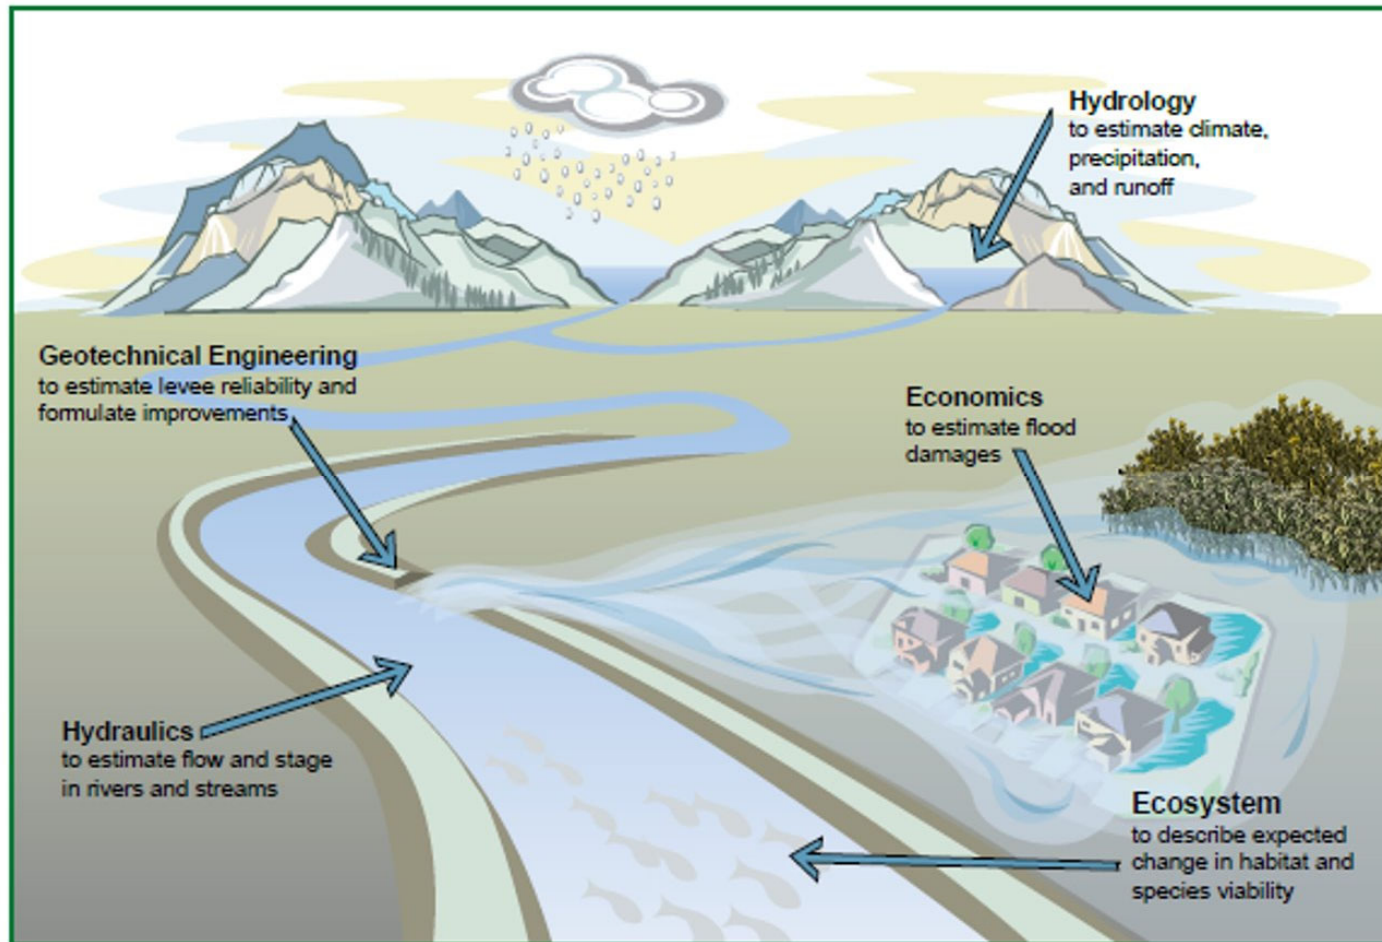 Hydrology
to estimate climate,
precipitation,
and runoff
Geotechnical Engineering
to estimate levee reliability and
formulate improvements
Economics
to estimate flood
damages
Hydraulics
to estimate flow and stage
in rivers and streams
Ecosystem
to describe expected
change in habitat and
species viability